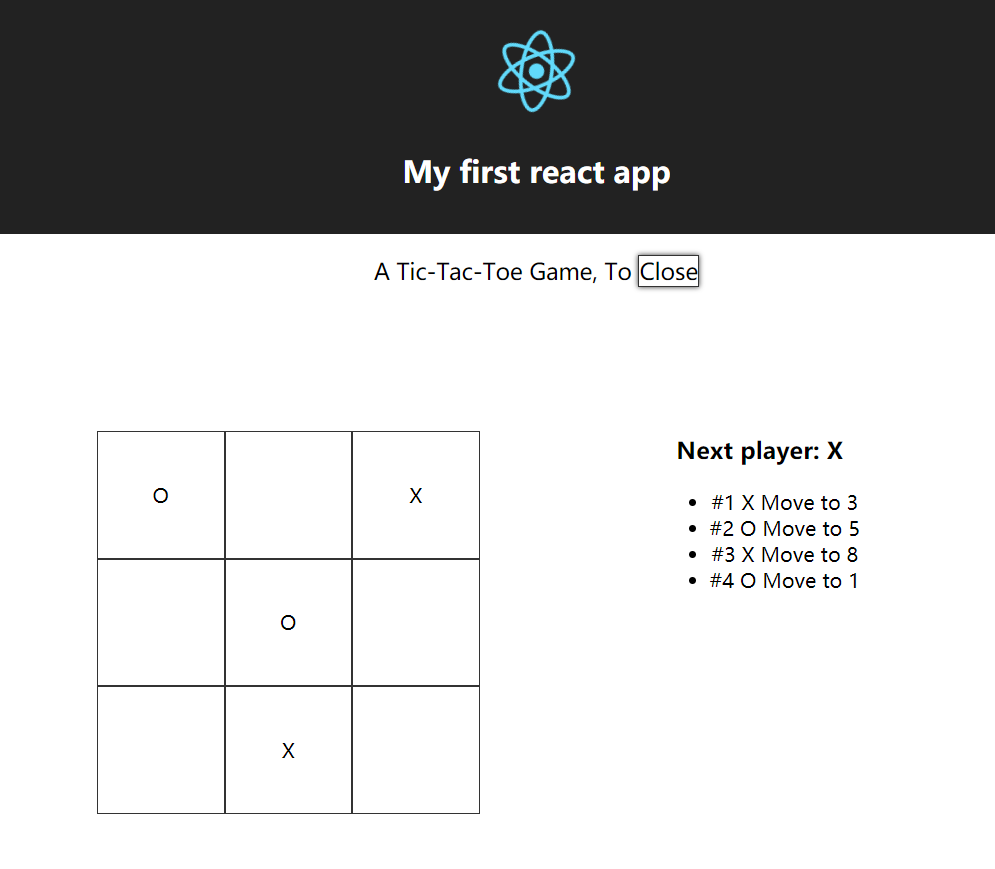 My first react app
A Tic-Tac-Toe Game, To Close
O X
O
X
Next player: X
#1 X Move to 3
#2 O Move to 5
#3 X Move to 8
#4 O Move to 1